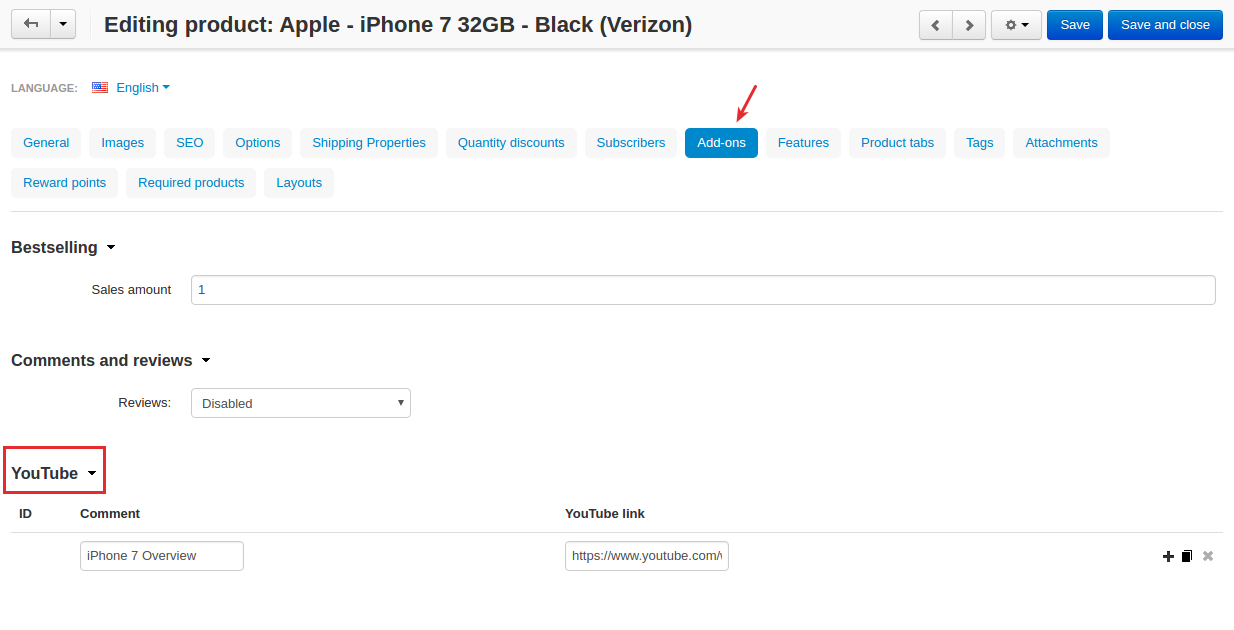 Editing product: Apple - iPhone 7 32GB - Black (Verizon)
Save
Save and close
LANGUAGE: English
General Images SEO Options Shipping Properties Quantity discounts Subscribers Add-ons Features Product tabs Tags Attachments
Reward points Required products Layouts
Bestselling
Sales amount 1
Comments and reviews
Reviews: Disabled
YouTube
ID Comment YouTube link
iPhone 7 Overview https://www.youtube.com/